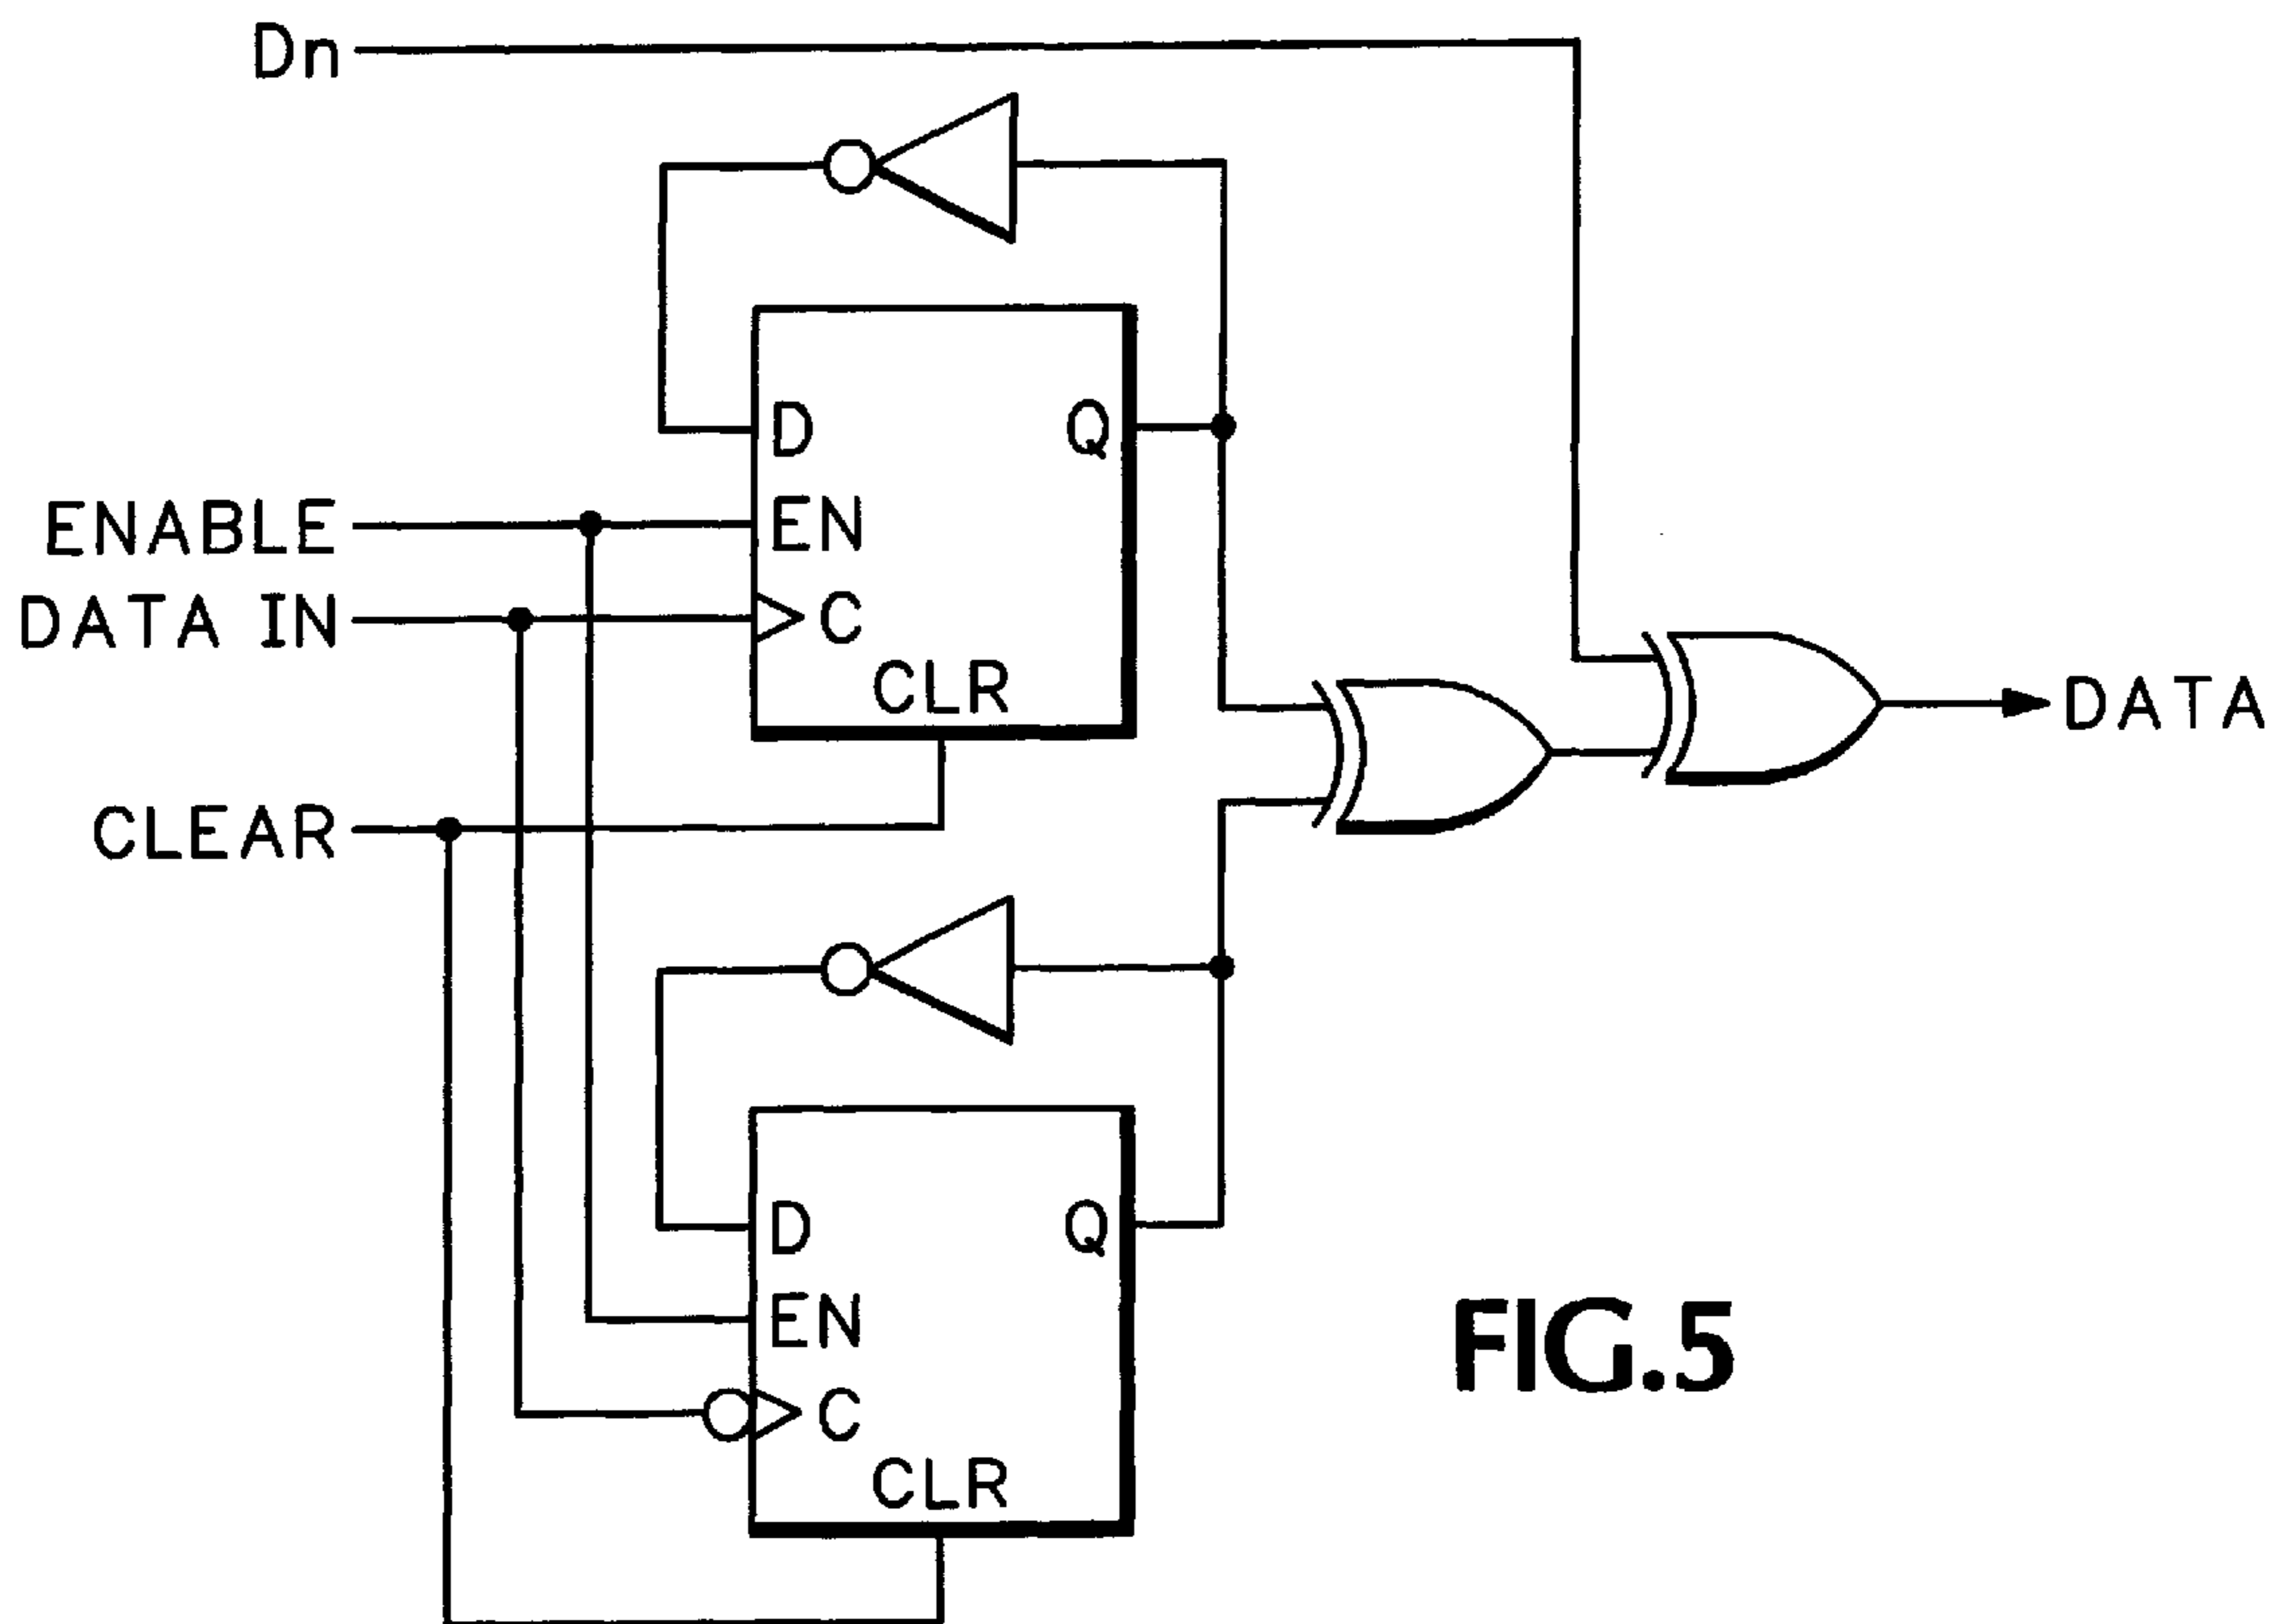 Dn
D
Q
ENABLE
EN
DATA IN
C
CLR
DATA
CLEAR
D
Q
EN
C
CLR
FIG.5